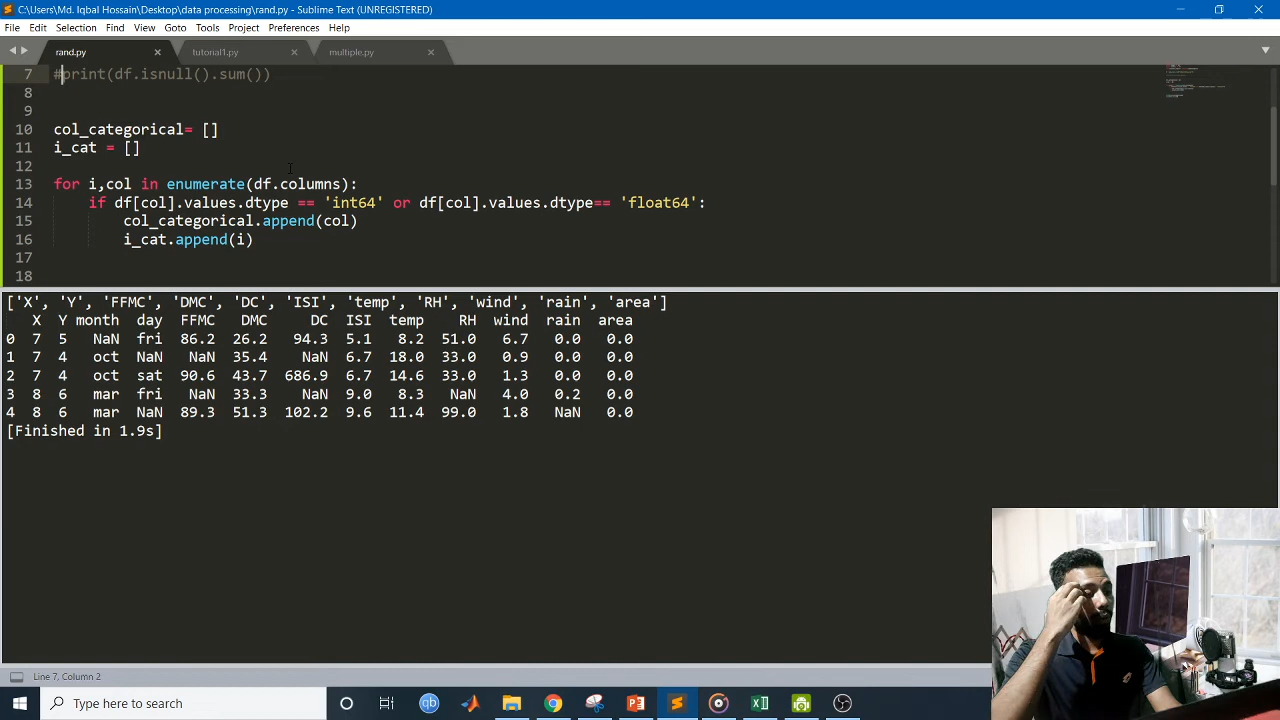 C:\Users\Md. Iqbal Hossain\Desktop\data processing\rand.py - Sublime Text (UNREGISTERED)
File Edit Selection Find View Goto Tools Project Preferences Help
rand.py tutorial1.py multiple.py
7 #print(df.isnull().sum())
8
9
10 col_categorical= []
11 i_cat = []
12
13 for i,col in enumerate(df.columns):
14 if df[col].values.dtype == 'int64' or df[col].values.dtype== 'float64':
15 col_categorical.append(col)
16 i_cat.append(i)
17
18
['X', 'Y', 'FFMC', 'DMC', 'DC', 'ISI', 'temp', 'RH', 'wind', 'rain', 'area']
X Y month day FFMC DMC DC ISI temp RH wind rain area
0 7 5 NaN fri 86.2 26.2 94.3 5.1 8.2 51.0 6.7 0.0 0.0
1 7 4 oct NaN NaN 35.4 NaN 6.7 18.0 33.0 0.9 0.0 0.0
2 7 4 oct sat 90.6 43.7 686.9 6.7 14.6 33.0 1.3 0.0 0.0
3 8 6 mar fri NaN 33.3 NaN 9.0 8.3 NaN 4.0 0.2 0.0
4 8 6 mar NaN 89.3 51.3 102.2 9.6 11.4 99.0 1.8 NaN 0.0
[Finished in 1.9s]
Line 7, Column 2
Type here to search